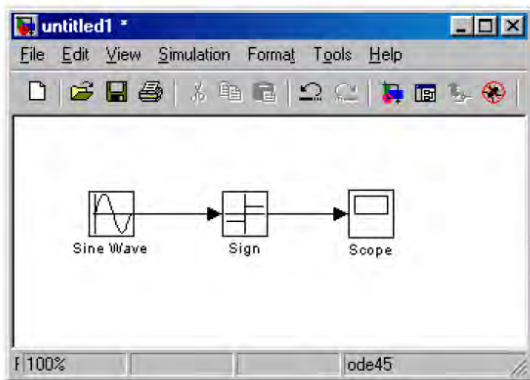 untitled1 *
File Edit View Simulation Format Tools Help
Sine Wave
Sign
Scope
F 100%
ode45